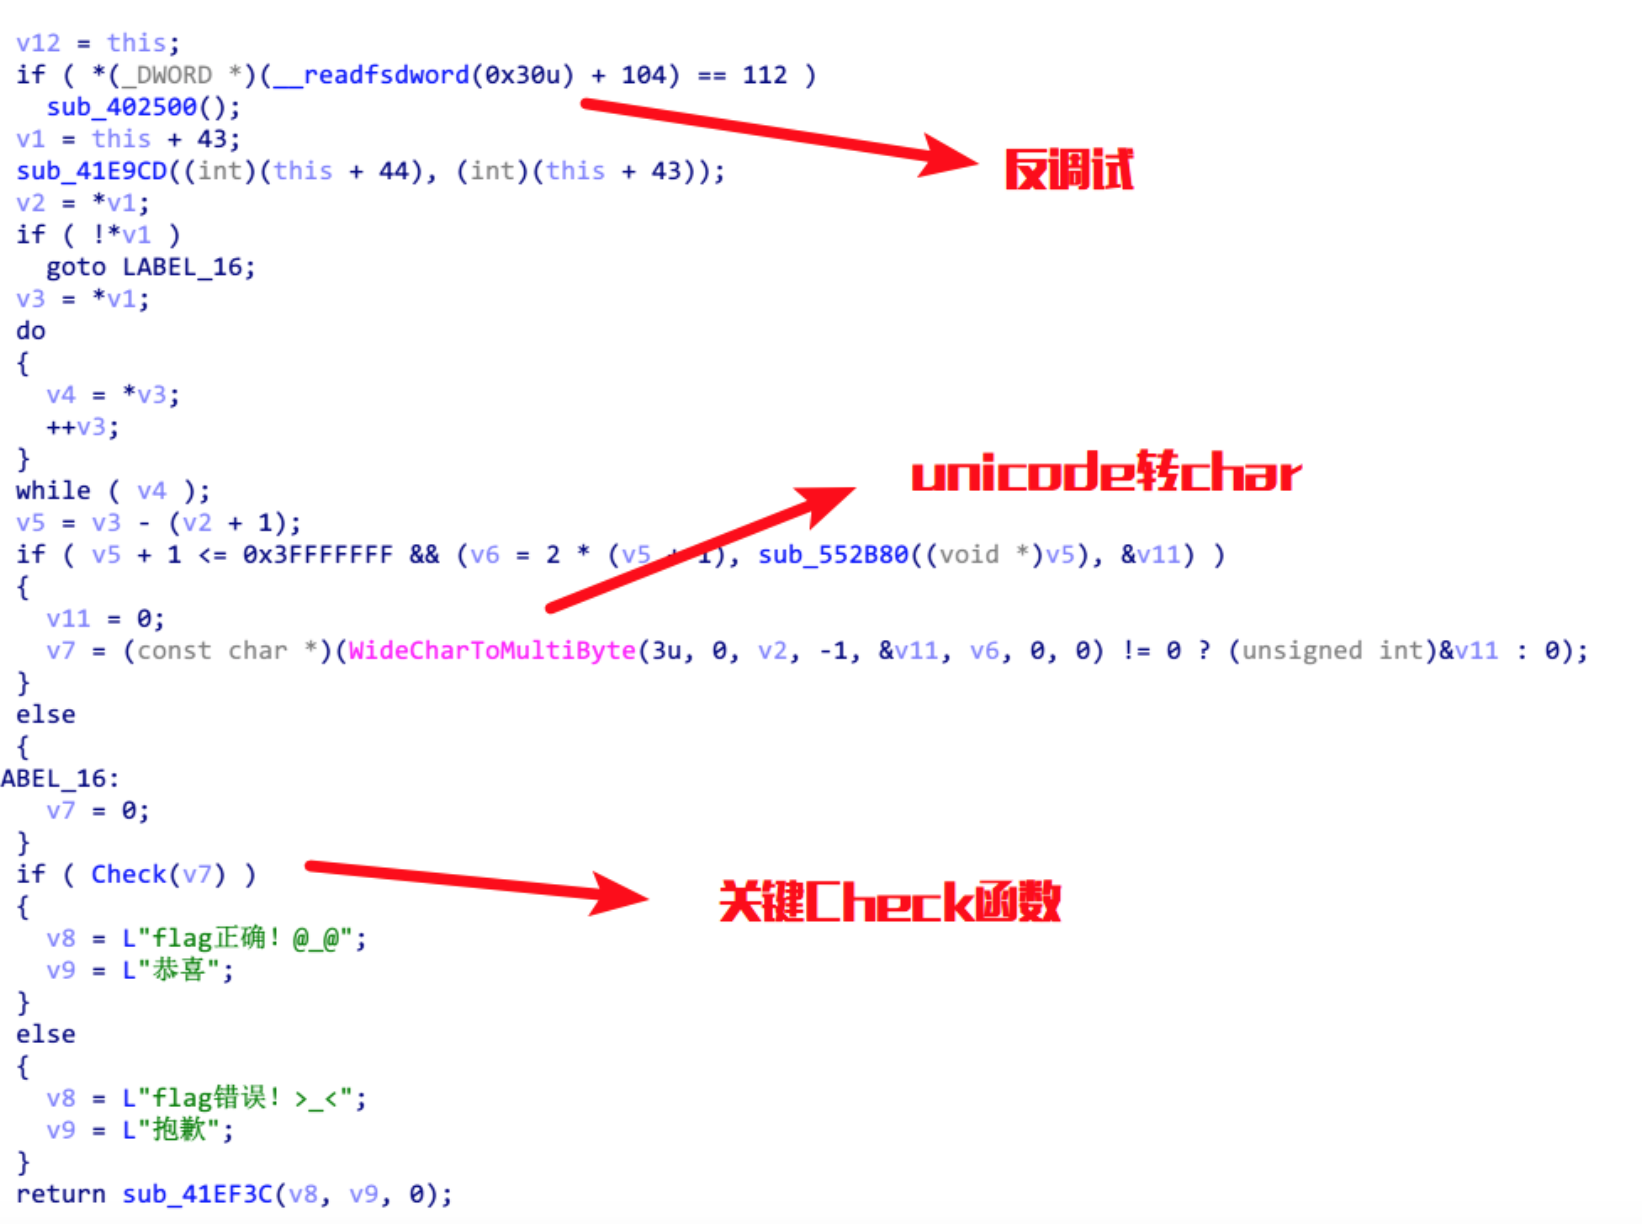 v12 = this;
if ( *(_DWORD *)(__readfsdword(0x30u) + 104) == 112 )
sub_402500();
反调试
v1 = this + 43;
sub_41E9CD((int)(this + 44), (int)(this + 43));
v2 = *v1;
if ( !*v1 )
goto LABEL_16;
v3 = *v1;
do
{
v4 = *v3;
++v3;
}
unicode转char
while ( v4 );
v5 = v3 - (v2 + 1);
if ( v5 + 1 <= 0x3FFFFFFF && (v6 = 2 * (v5 + 1), sub_552B80((void *)v5), &v11) )
{
v11 = 0;
v7 = (const char *)(WideCharToMultiByte(3u, 0, v2, -1, &v11, v6, 0, 0) != 0 ? (unsigned int)&v11 : 0);
}
else
{
ABEL_16:
v7 = 0;
}
if ( Check(v7) )
关键Check函数
{
v8 = L"flag正确！@_@";
v9 = L"恭喜";
}
else
{
v8 = L"flag错误！>_<";
v9 = L"抱歉";
}
return sub_41EF3C(v8, v9, 0);